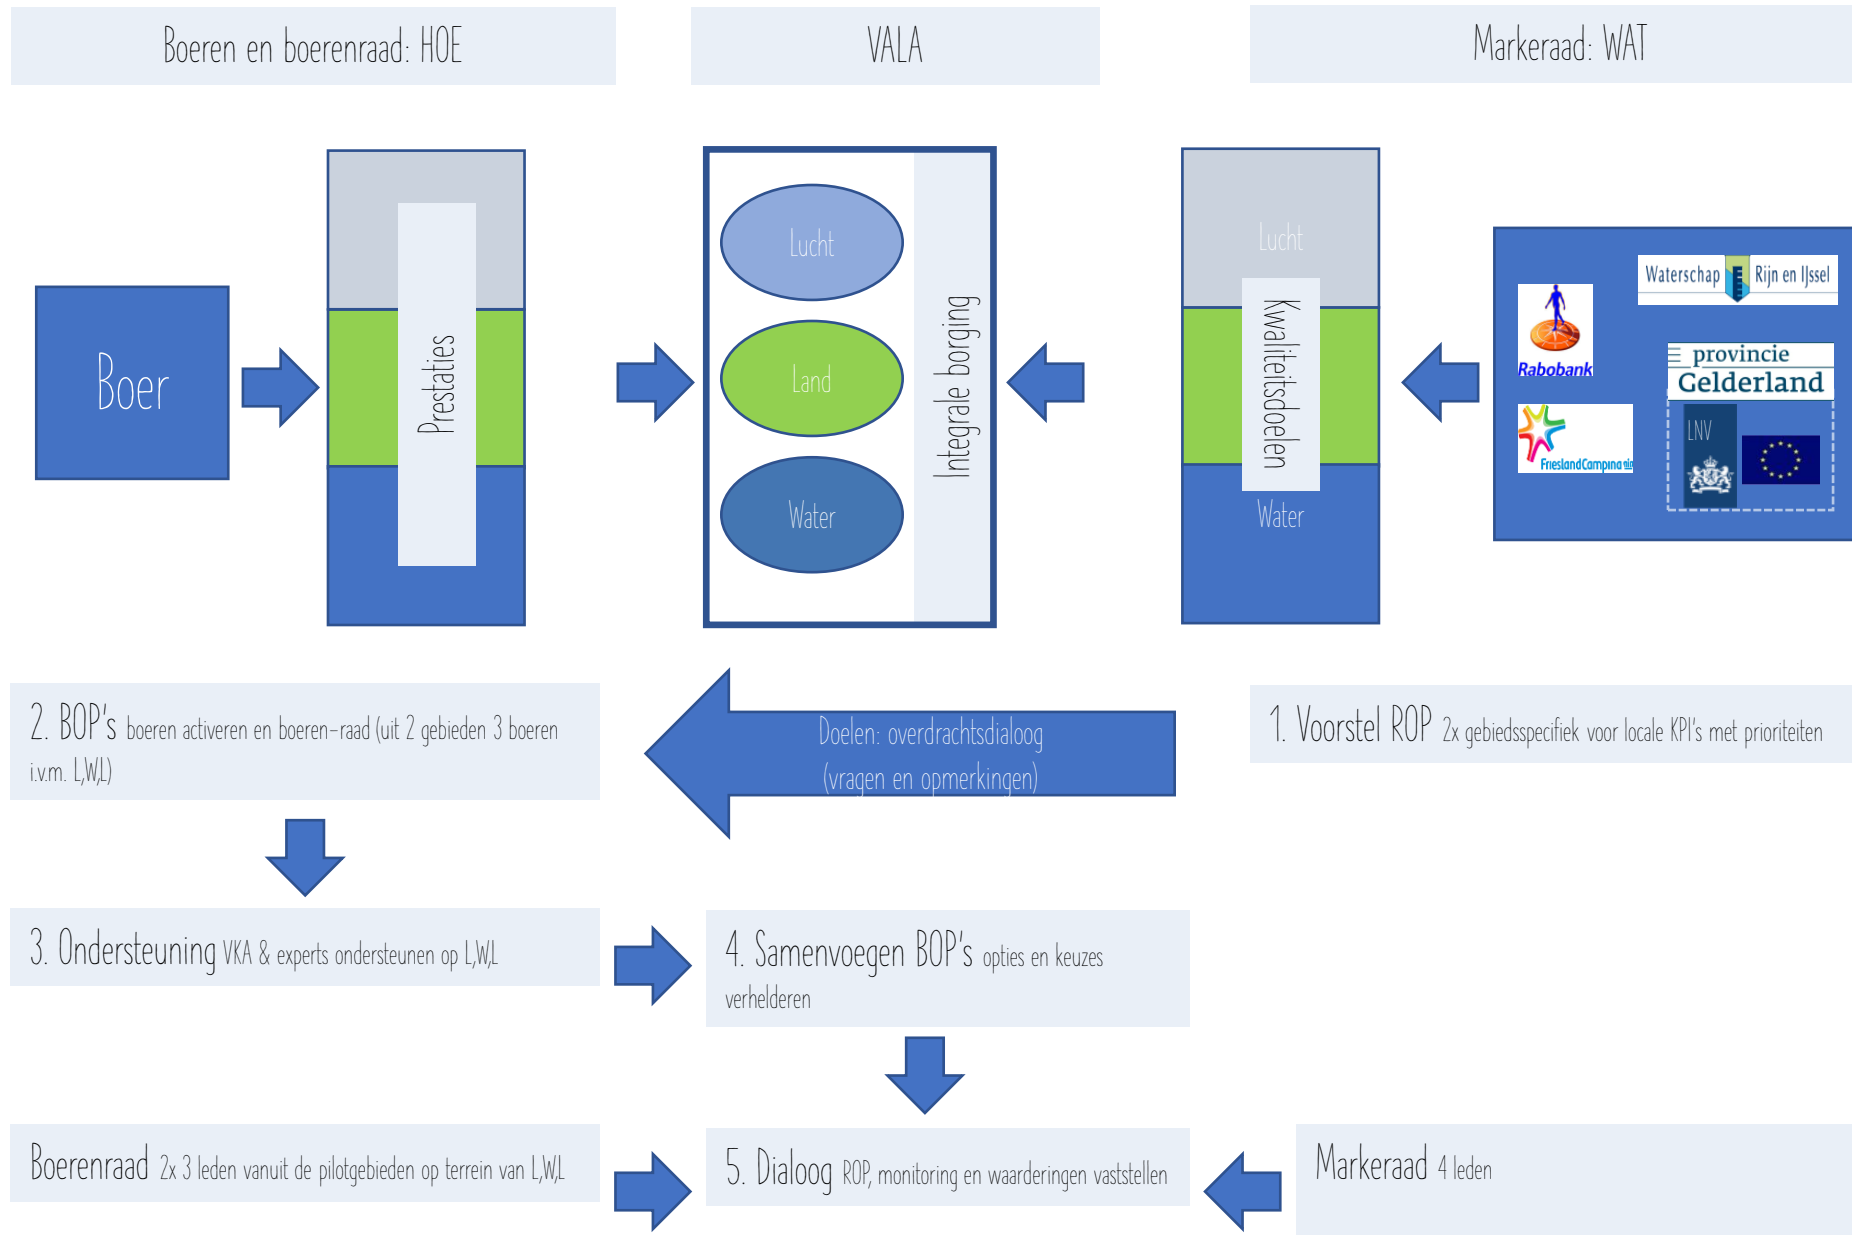 Boeren en boerenraad: HOE
VALA
Markeraad: WAT
Boer
Prestaties
Lucht
Land
Water
Integrale borging
Lucht
Kwaliteitsdoelen
Water
Waterschap Rijn en IJssel
Rabobank
provincie
Gelderland
FrieslandCampina
LNV
2. BOP's boeren activeren en boeren-raad (uit 2 gebieden 3 boeren
i.v.m. L,W,L)
Doelen: overdrachtsdialoog
(vragen en opmerkingen)
1. Voorstel ROP 2x gebiedsspecifiek voor locale KPI's met prioriteiten
3. Ondersteuning VKA & experts ondersteunen op L,W,L
4. Samenvoegen BOP's opties en keuzes
verhelderen
Boerenraad 2x 3 leden vanuit de pilotgebieden op terrein van L,W,L
5. Dialoog ROP, monitoring en waarderingen vaststellen
Markeraad 4 leden